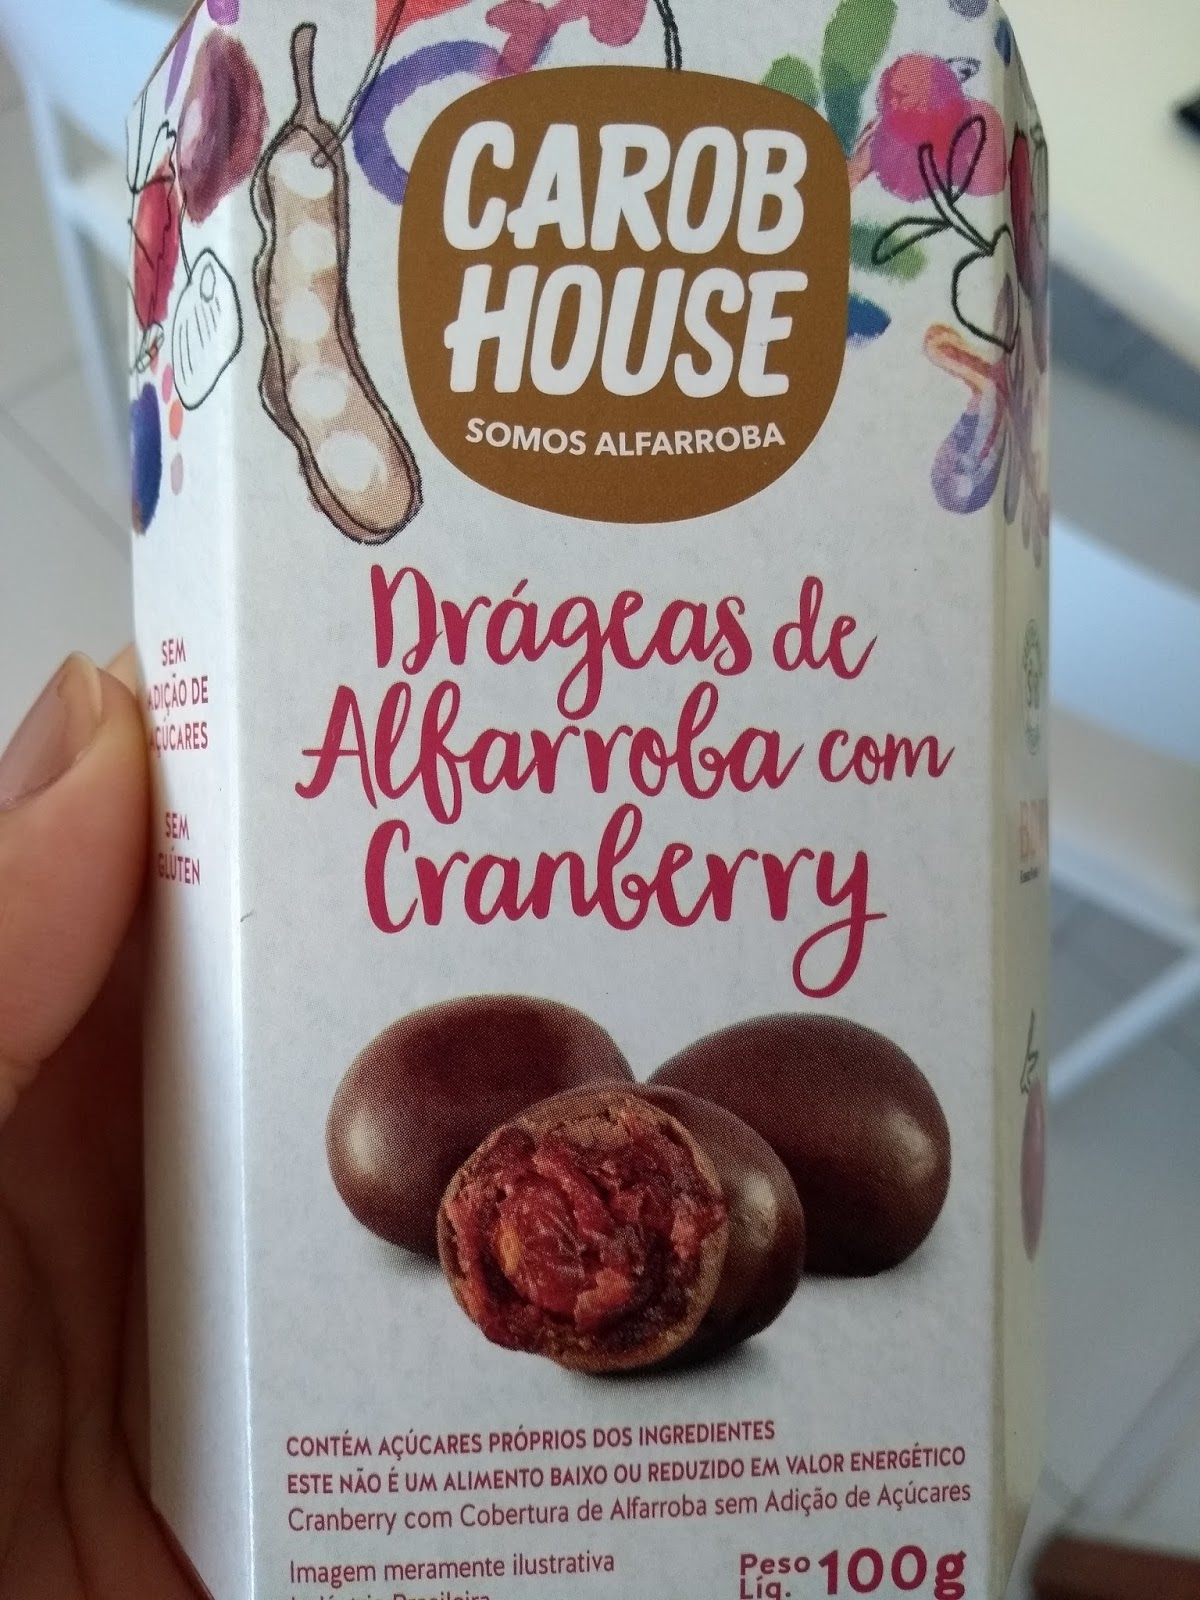 CAROB
HOUSE
SOMOS ALFARROBA
Drágeas de
Alfarroba com
Cranberry
SEM
ADIÇÃO DE
AÇÚCARES
SEM
GLÚTEN
CONTÉM AÇÚCARES PRÓPRIOS DOS INGREDIENTES
ESTE NÃO É UM ALIMENTO BAIXO OU REDUZIDO EM VALOR ENERGÉTICO
Cranberry com Cobertura de Alfarroba sem Adição de Açúcares
Imagem meramente ilustrativa
Indústria Brasileira
Peso
Líq. 100g